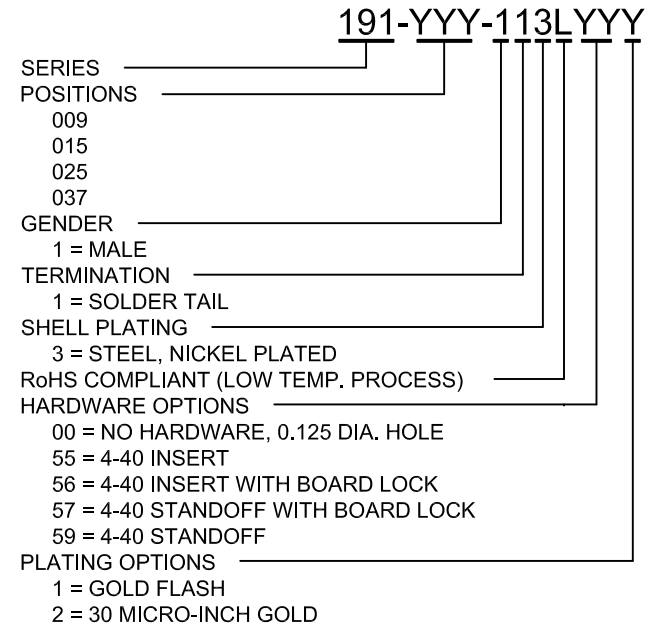 191-YYY-113LYYY
SERIES
POSITIONS
009
015
025
037
GENDER
1 = MALE
TERMINATION
1 = SOLDER TAIL
SHELL PLATING
3 = STEEL, NICKEL PLATED
RoHS COMPLIANT (LOW TEMP. PROCESS)
HARDWARE OPTIONS
00 = NO HARDWARE, 0.125 DIA. HOLE
55 = 4-40 INSERT
56 = 4-40 INSERT WITH BOARD LOCK
57 = 4-40 STANDOFF WITH BOARD LOCK
59 = 4-40 STANDOFF
PLATING OPTIONS
1 = GOLD FLASH
2 = 30 MICRO-INCH GOLD